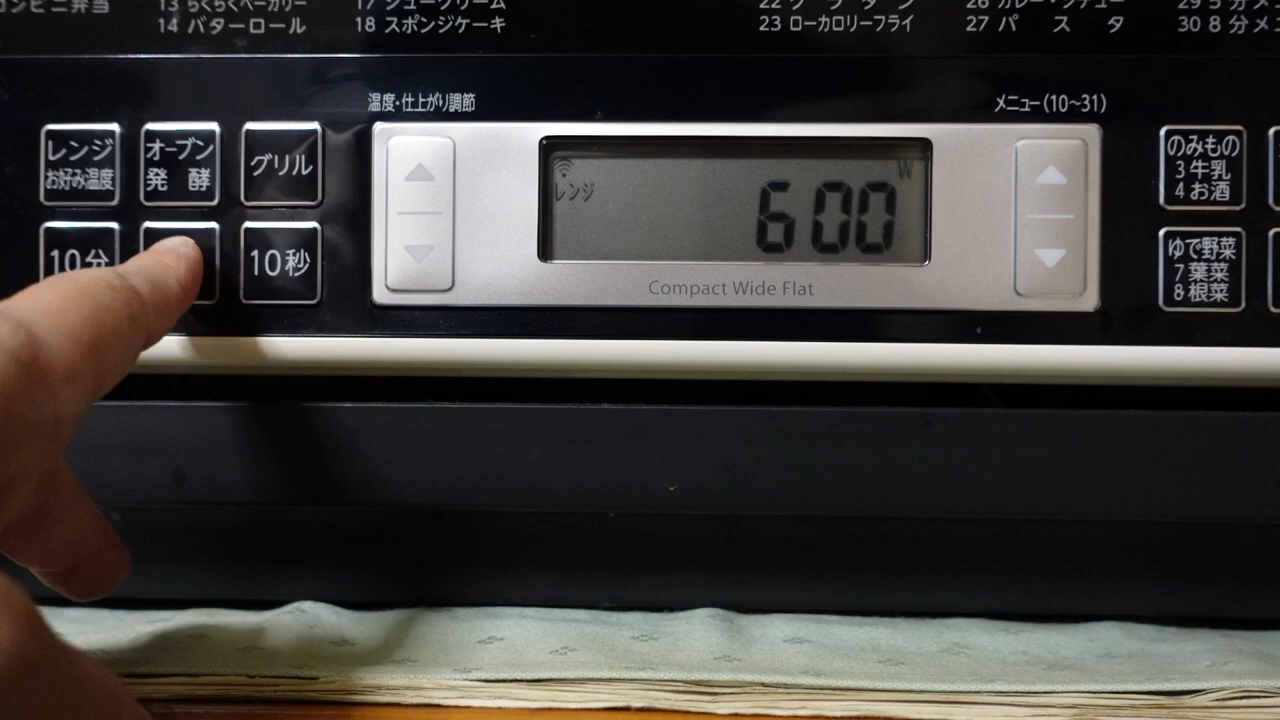 コンビニ弁当
13 らくらくベーカリー
17 シュークリーム
14 バターロール
18 スポンジケーキ
22 グラタン
26 カレー・シチュー
23 ローカロリーフライ
27 パスタ
30 8分メニ
温度・仕上がり調節
メニュー(10~31)
レンジ
お好み温度
オーブン
発酵
グリル
レンジ
W
600
のみもの
3 牛乳
4 お酒
10分
10秒
Compact Wide Flat
ゆで野菜
7 葉菜
8 根菜